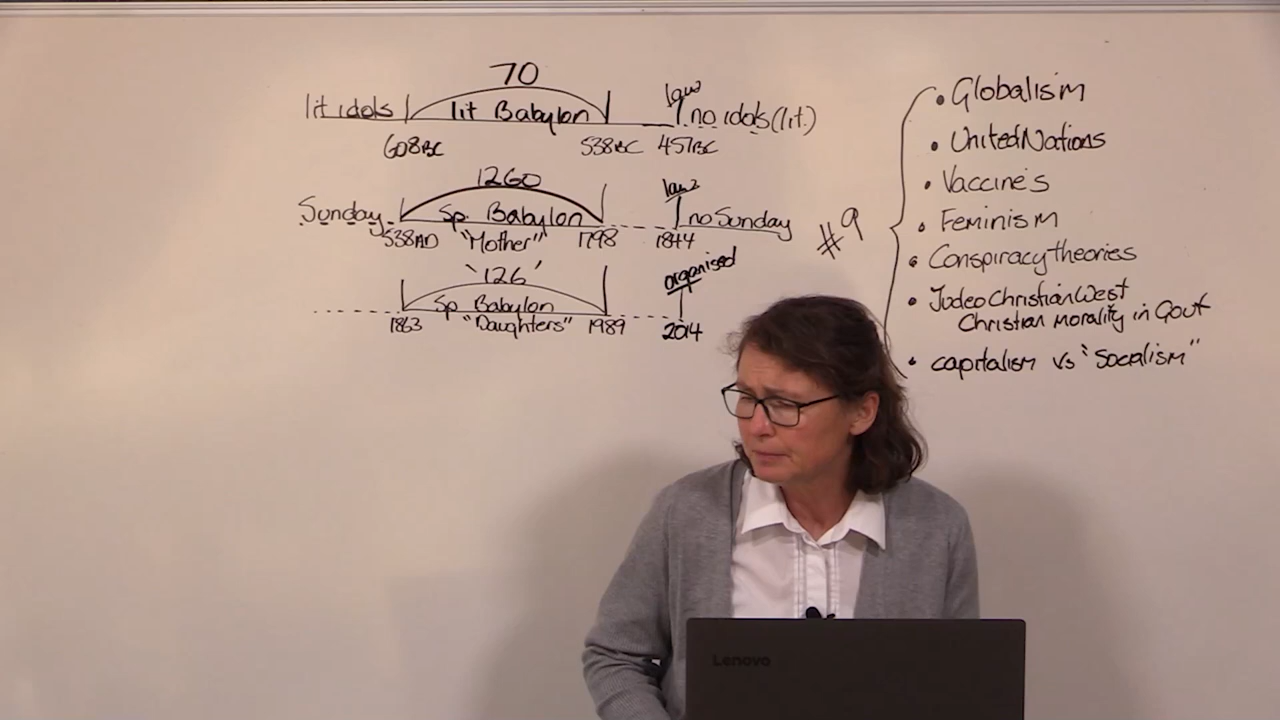 70
lit idols lit Babylon law no idols (lit.)
608BC 538BC 457BC
1260
Sunday Sp. Babylon law no Sunday
538AD "Mother" 1798 1844
'126' organised
Sp Babylon
1863 "Daughters" 1989 2014
#9
• Globalism
• United Nations
• Vaccine's
• Feminism
• Conspiracy theories
• Judeo Christian West
Christian morality in Govt
• capitalism vs "Socialism"
Lenovo